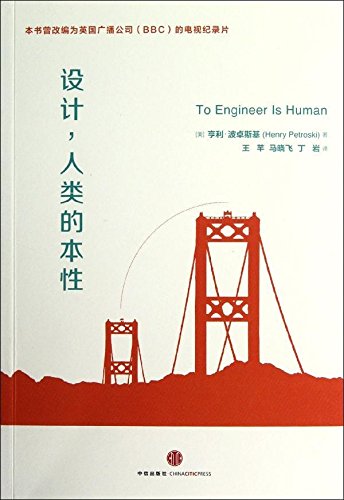 本书曾改编为英国广播公司（BBC）的电视纪录片
设计，人类的本性
To Engineer Is Human
［美］亨利·波卓斯基（Henry Petroski） 著
王 苹 马晓飞 丁 岩 译
中信出版社 CHINACITICPRESS